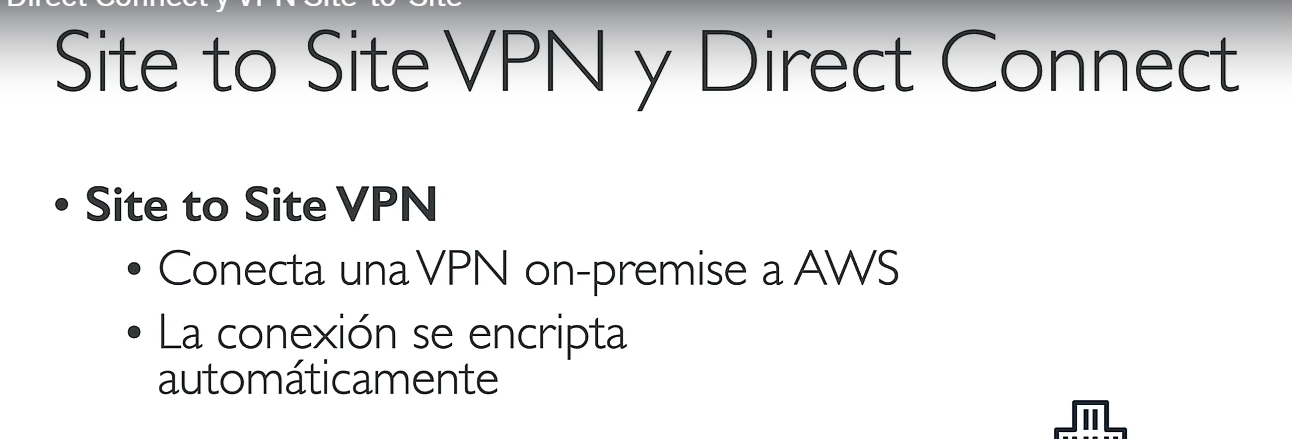 Direct Connect y VPN Site-to-Site
Site to Site VPN y Direct Connect
• Site to Site VPN
• Conecta una VPN on-premise a AWS
• La conexión se encripta
automáticamente